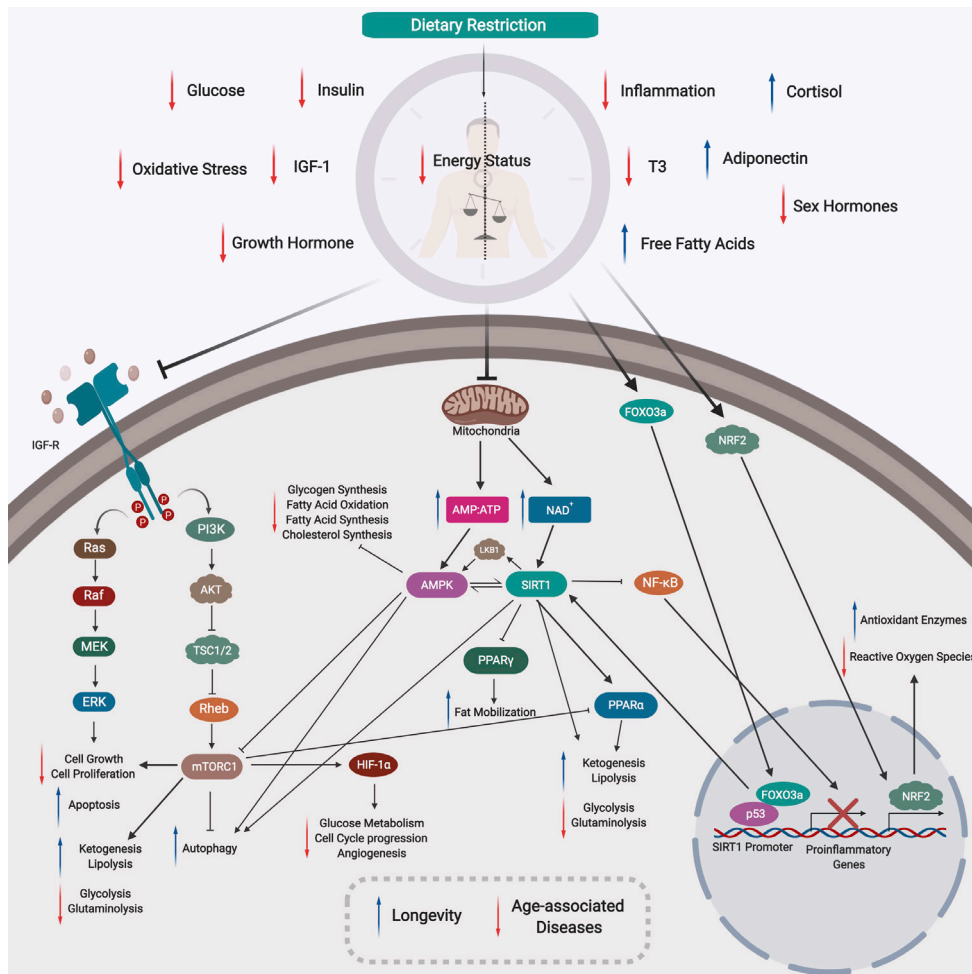 Dietary Restriction
Glucose
Insulin
Inflammation
Cortisol
Oxidative Stress
IGF-1
Energy Status
T3
Adiponectin
Sex Hormones
Growth Hormone
Free Fatty Acids
IGF-R
P
P
P
P
Mitochondria
FOXO3a
NRF2
Ras
Raf
MEK
ERK
PI3K
AKT
TSC1/2
Rheb
mTORC1
Cell Growth
Cell Proliferation
Apoptosis
Ketogenesis
Lipolysis
Glycolysis
Glutaminolysis
Autophagy
Glycogen Synthesis
Fatty Acid Oxidation
Fatty Acid Synthesis
Cholesterol Synthesis
AMP:ATP
NAD+
LKB1
AMPK
SIRT1
NF-κB
PPARγ
Fat Mobilization
PPARα
HIF-1α
Glucose Metabolism
Cell Cycle progression
Angiogenesis
Ketogenesis
Lipolysis
Glycolysis
Glutaminolysis
Antioxidant Enzymes
Reactive Oxygen Species
FOXO3a
p53
NRF2
SIRT1 Promoter
Proinflammatory
Genes
Longevity
Age-associated
Diseases